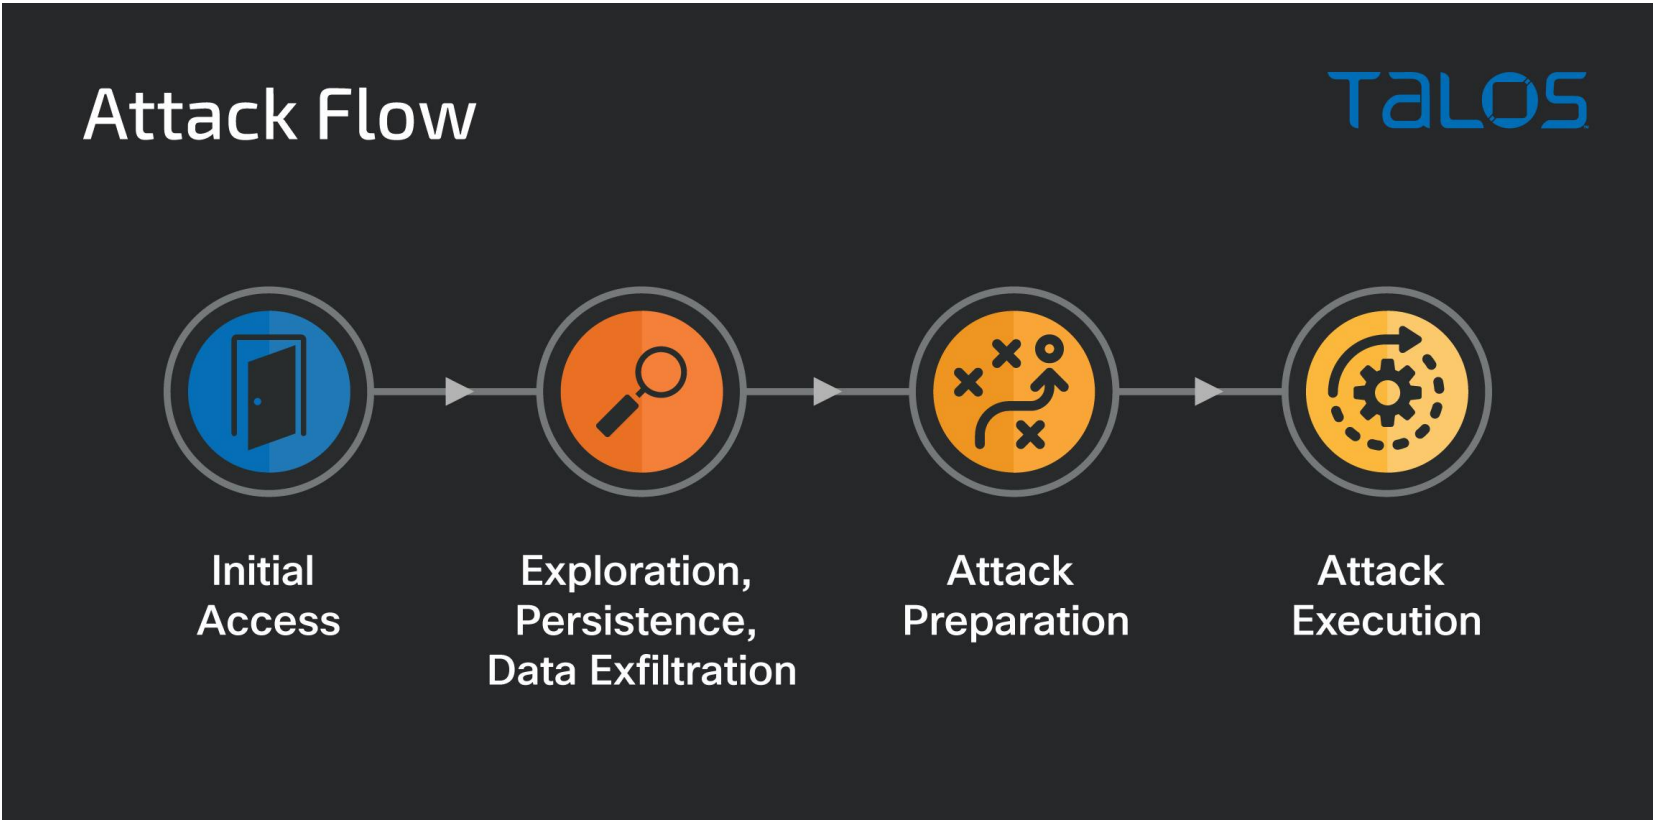 Attack Flow
TALOS
Initial
Access
Exploration,
Persistence,
Data Exfiltration
Attack
Preparation
Attack
Execution